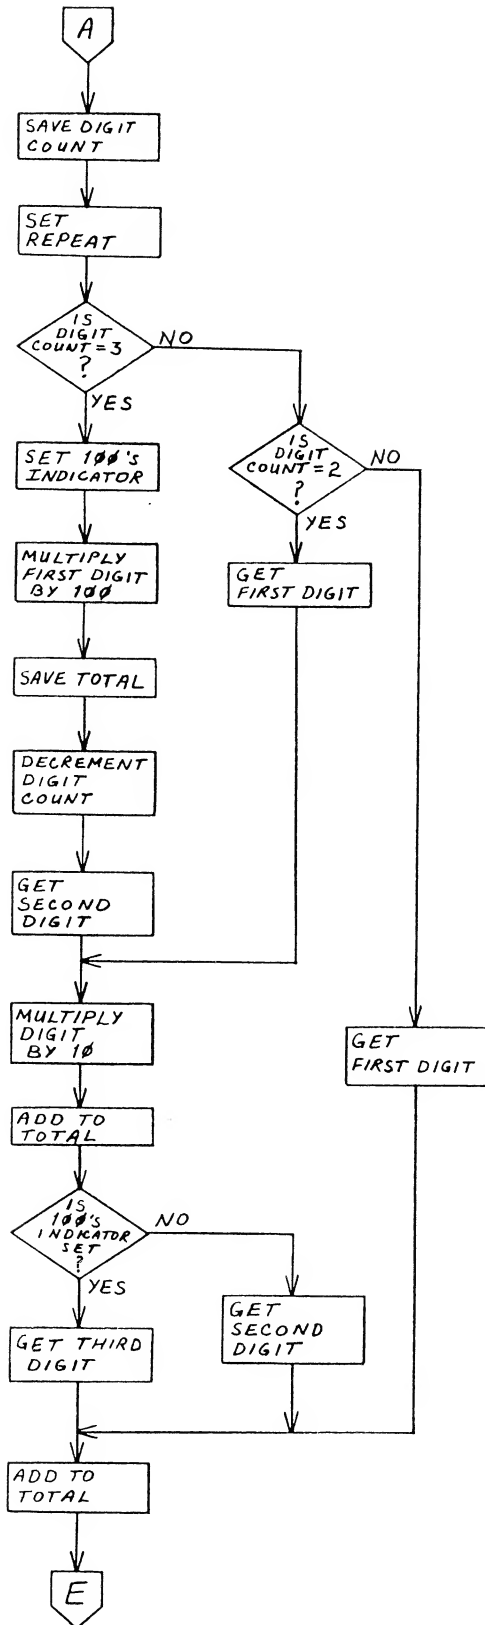 A
SAVE DIGIT
COUNT
SET
REPEAT
IS
DIGIT
COUNT=3
?
NO
YES
SET 1ØØ's
INDICATOR
IS
DIGIT
COUNT=2
?
NO
YES
MULTIPLY
FIRST DIGIT
BY 1ØØ
GET
FIRST DIGIT
SAVE TOTAL
DECREMENT
DIGIT
COUNT
GET
SECOND
DIGIT
MULTIPLY
DIGIT
BY 1Ø
GET
FIRST DIGIT
ADD TO
TOTAL
IS
1ØØ's
INDICATOR
SET
?
NO
YES
GET
SECOND
DIGIT
GET THIRD
DIGIT
ADD TO
TOTAL
E